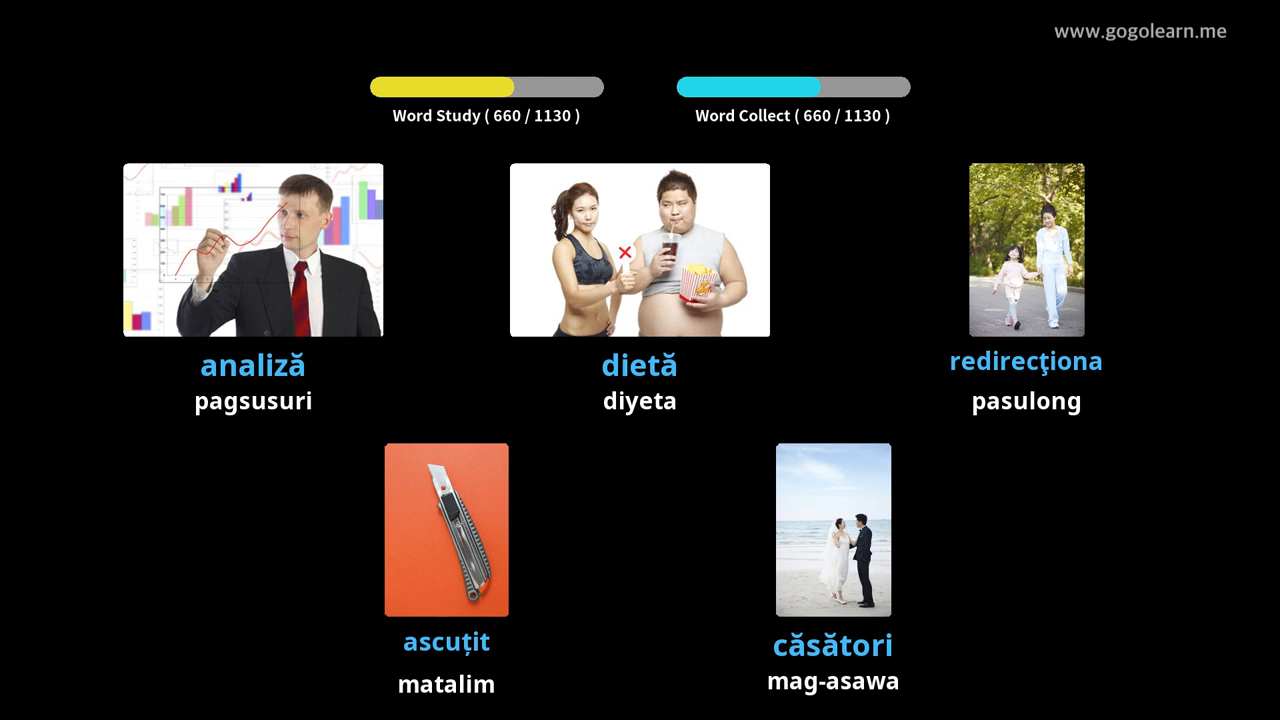 www.gogolearn.me
Word Study ( 660 / 1130 )
Word Collect ( 660 / 1130 )
analiză
pagsusuri
dietă
diyeta
redirecţiona
pasulong
ascuțit
matalim
căsători
mag-asawa